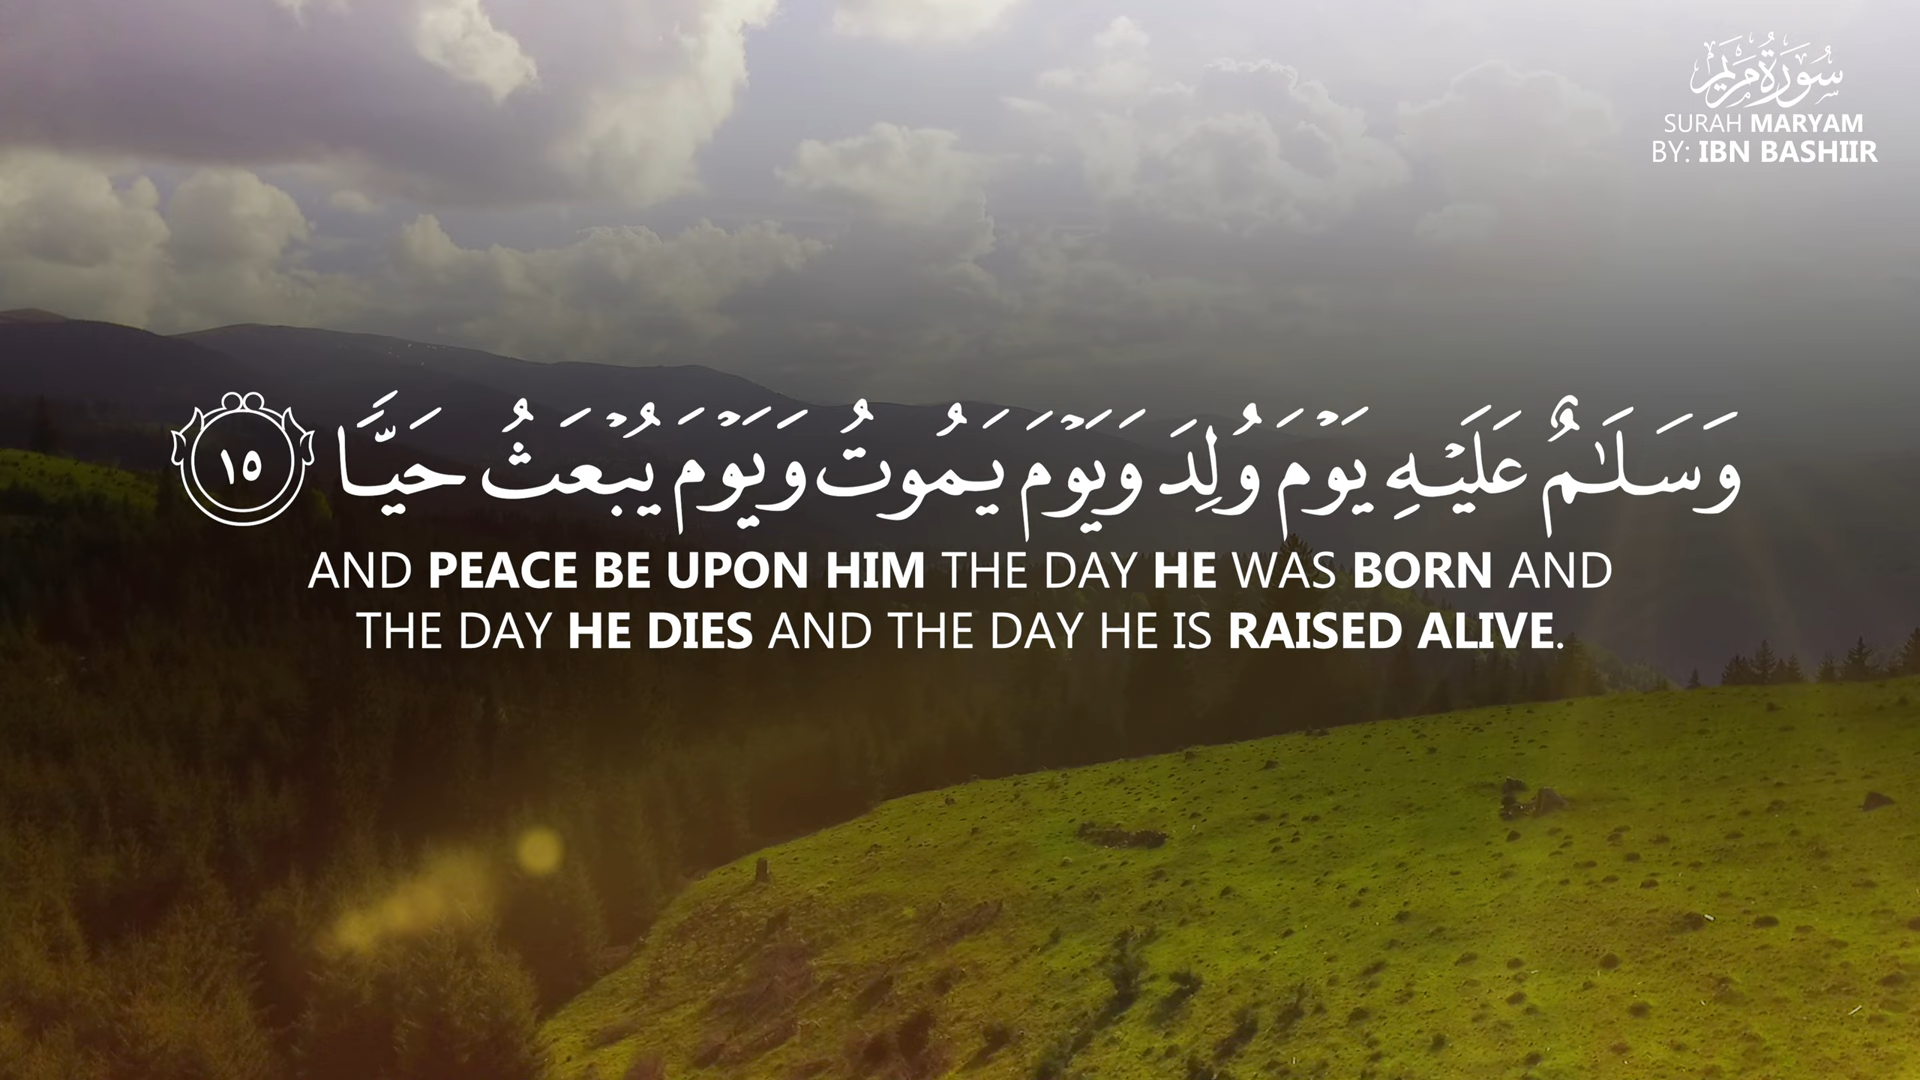 سُورَةُ مَرْيَم
SURAH MARYAM
BY: IBN BASHIIR
وَسَلَـٰمٌ عَلَيْهِ يَوْمَ وُلِدَ وَيَوْمَ يَمُوتُ وَيَوْمَ يُبْعَثُ حَيًّا ١٥
AND PEACE BE UPON HIM THE DAY HE WAS BORN AND
THE DAY HE DIES AND THE DAY HE IS RAISED ALIVE.